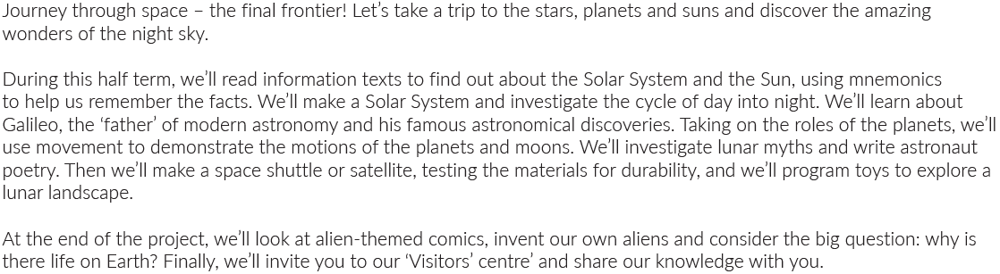 Journey through space – the final frontier! Let’s take a trip to the stars, planets and suns and discover the amazing
wonders of the night sky.
During this half term, we’ll read information texts to find out about the Solar System and the Sun, using mnemonics
to help us remember the facts. We’ll make a Solar System and investigate the cycle of day into night. We’ll learn about
Galileo, the ‘father’ of modern astronomy and his famous astronomical discoveries. Taking on the roles of the planets, we’ll
use movement to demonstrate the motions of the planets and moons. We’ll investigate lunar myths and write astronaut
poetry. Then we’ll make a space shuttle or satellite, testing the materials for durability, and we’ll program toys to explore a
lunar landscape.
At the end of the project, we’ll look at alien-themed comics, invent our own aliens and consider the big question: why is
there life on Earth? Finally, we’ll invite you to our ‘Visitors’ centre’ and share our knowledge with you.